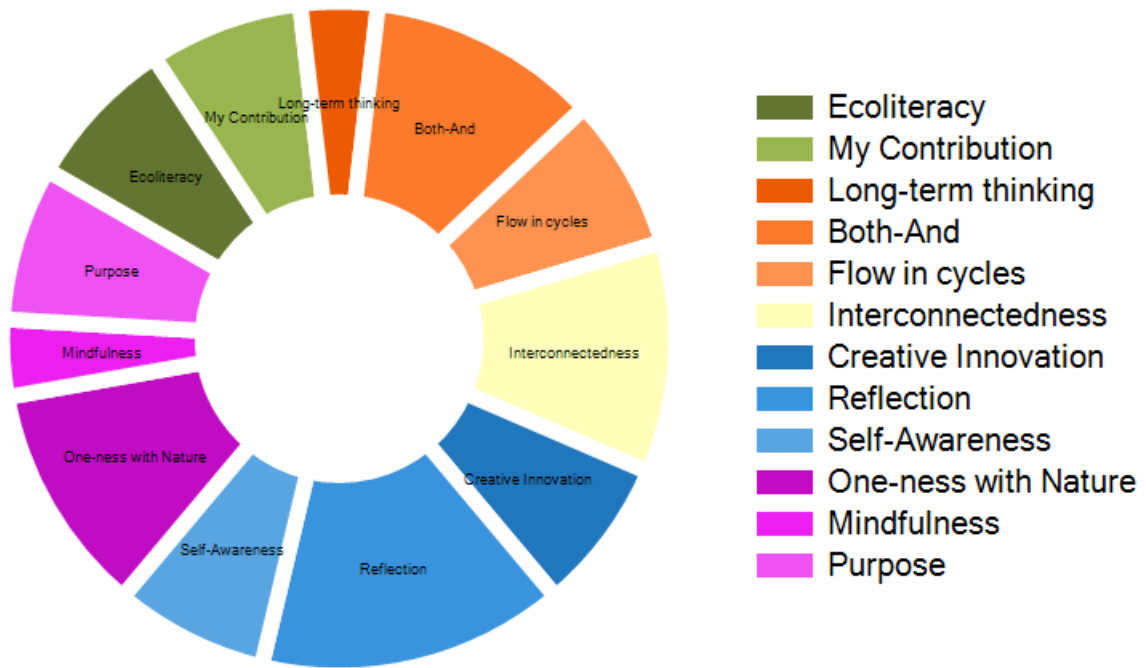 Long-term thinking
My Contribution
Both-And
Ecoliteracy
Flow in cycles
Purpose
Mindfulness
Interconnectedness
One-ness with Nature
Creative Innovation
Self-Awareness
Reflection
Ecoliteracy
My Contribution
Long-term thinking
Both-And
Flow in cycles
Interconnectedness
Creative Innovation
Reflection
Self-Awareness
One-ness with Nature
Mindfulness
Purpose